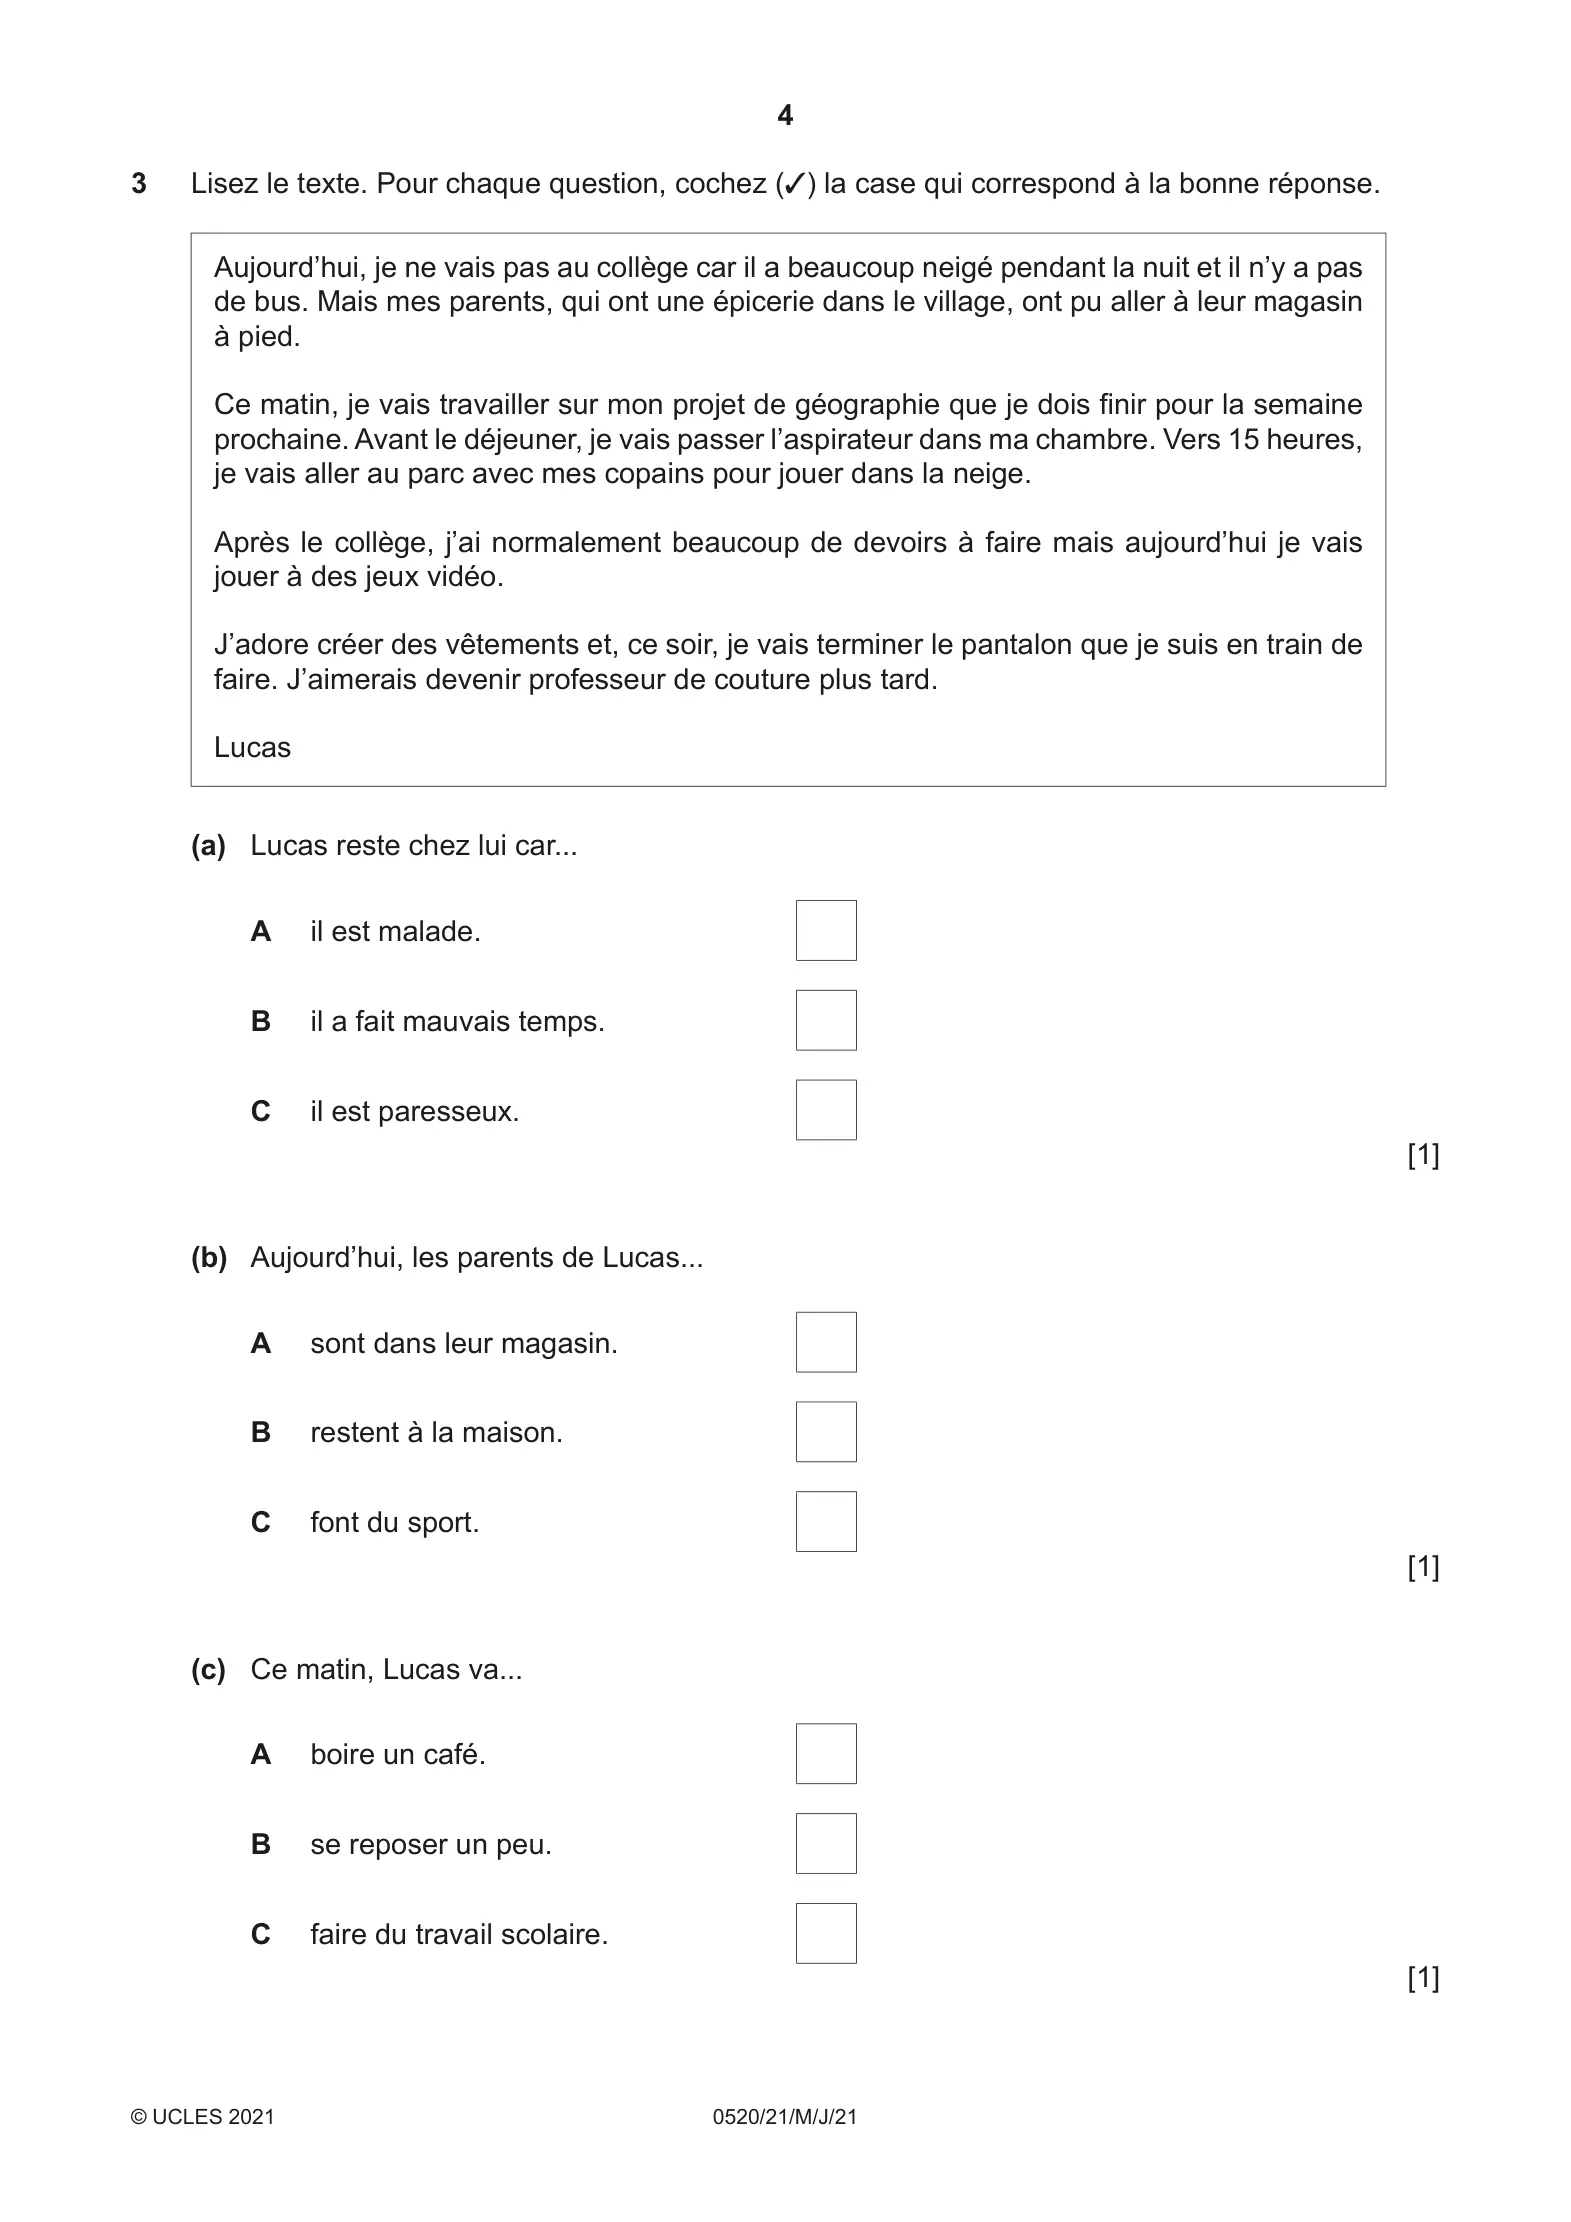 4
3 Lisez le texte. Pour chaque question, cochez (✓) la case qui correspond à la bonne réponse.
Aujourd’hui, je ne vais pas au collège car il a beaucoup neigé pendant la nuit et il n’y a pas
de bus. Mais mes parents, qui ont une épicerie dans le village, ont pu aller à leur magasin
à pied.
Ce matin, je vais travailler sur mon projet de géographie que je dois finir pour la semaine
prochaine. Avant le déjeuner, je vais passer l’aspirateur dans ma chambre. Vers 15 heures,
je vais aller au parc avec mes copains pour jouer dans la neige.
Après le collège, j’ai normalement beaucoup de devoirs à faire mais aujourd’hui je vais
jouer à des jeux vidéo.
J’adore créer des vêtements et, ce soir, je vais terminer le pantalon que je suis en train de
faire. J’aimerais devenir professeur de couture plus tard.
Lucas
(a) Lucas reste chez lui car...
A il est malade.
B il a fait mauvais temps.
C il est paresseux.
[1]
(b) Aujourd’hui, les parents de Lucas...
A sont dans leur magasin.
B restent à la maison.
C font du sport.
[1]
(c) Ce matin, Lucas va...
A boire un café.
B se reposer un peu.
C faire du travail scolaire.
[1]
© UCLES 2021 0520/21/M/J/21